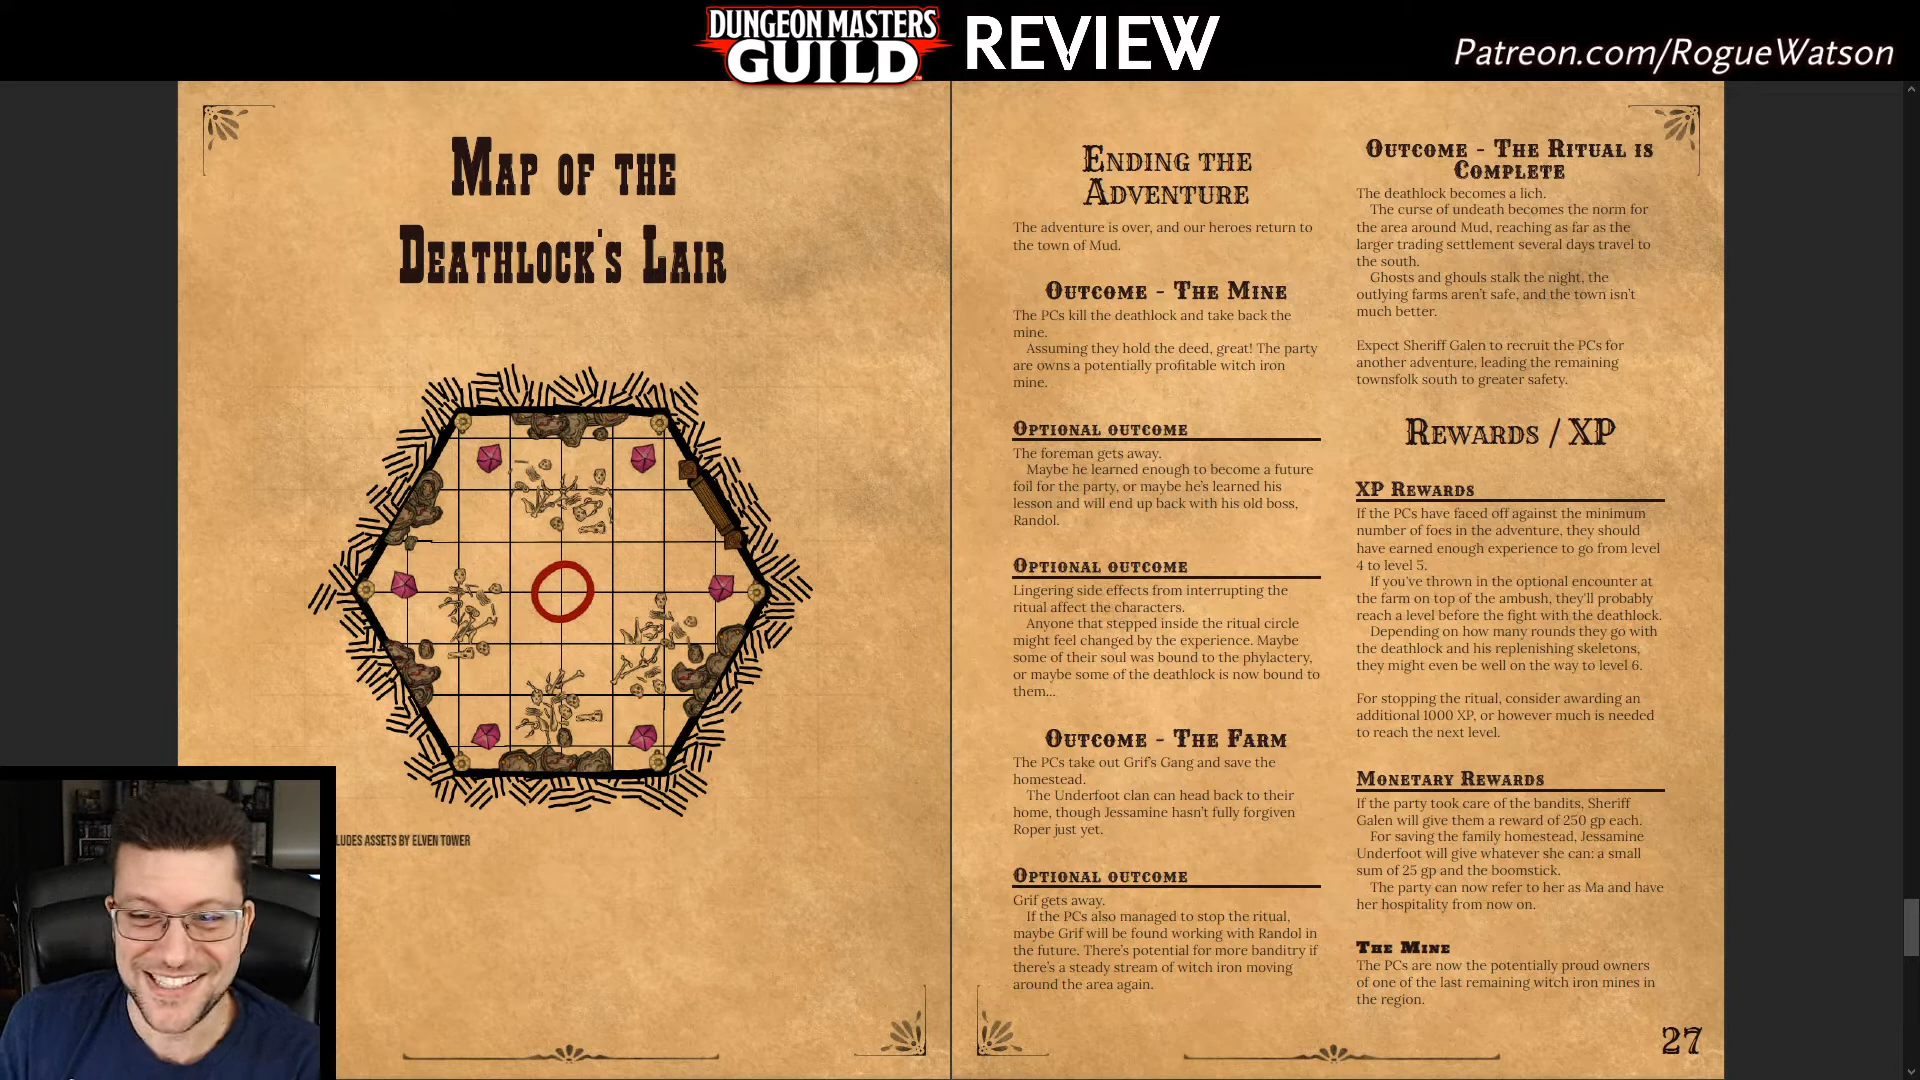 DUNGEON MASTERS
GUILD
REVIEW
Patreon.com/RogueWatson
Map of the
Deathlock's Lair
LUDES ASSETS BY ELVEN TOWER
Ending the
Adventure
The adventure is over, and our heroes return to
the town of Mud.
Outcome - The Mine
The PCs kill the deathlock and take back the
mine.
Assuming they hold the deed, great! The party
are owns a potentially profitable witch iron
mine.
Optional outcome
The foreman gets away.
Maybe he learned enough to become a future
foil for the party, or maybe he's learned his
lesson and will end up back with his old boss,
Randol.
Optional outcome
Lingering side effects from interrupting the
ritual affect the characters.
Anyone that stepped inside the ritual circle
might feel changed by the experience. Maybe
some of their soul was bound to the phylactery,
or maybe some of the deathlock is now bound to
them...
Outcome - The Farm
The PCs take out Grif's Gang and save the
homestead.
The Underfoot clan can head back to their
home, though Jessamine hasn't fully forgiven
Roper just yet.
Optional outcome
Grif gets away.
If the PCs also managed to stop the ritual,
maybe Grif will be found working with Randol in
the future. There's potential for more banditry if
there's a steady stream of witch iron moving
around the area again.
Outcome - The Ritual is
Complete
The deathlock becomes a lich.
The curse of undeath becomes the norm for
the area around Mud, reaching as far as the
larger trading settlement several days travel to
the south.
Ghosts and ghouls stalk the night, the
outlying farms aren't safe, and the town isn't
much better.
Expect Sheriff Galen to recruit the PCs for
another adventure, leading the remaining
townsfolk south to greater safety.
Rewards / XP
XP Rewards
If the PCs have faced off against the minimum
number of foes in the adventure, they should
have earned enough experience to go from level
4 to level 5.
If you've thrown in the optional encounter at
the farm on top of the ambush, they'll probably
reach a level before the fight with the deathlock.
Depending on how many rounds they go with
the deathlock and his replenishing skeletons,
they might even be well on the way to level 6.
For stopping the ritual, consider awarding an
additional 1000 XP, or however much is needed
to reach the next level.
Monetary Rewards
If the party took care of the bandits, Sheriff
Galen will give them a reward of 250 gp each.
For saving the family homestead, Jessamine
Underfoot will give whatever she can: a small
sum of 25 gp and the boomstick.
The party can now refer to her as Ma and have
her hospitality from now on.
The Mine
The PCs are now the potentially proud owners
of one of the last remaining witch iron mines in
the region.
27